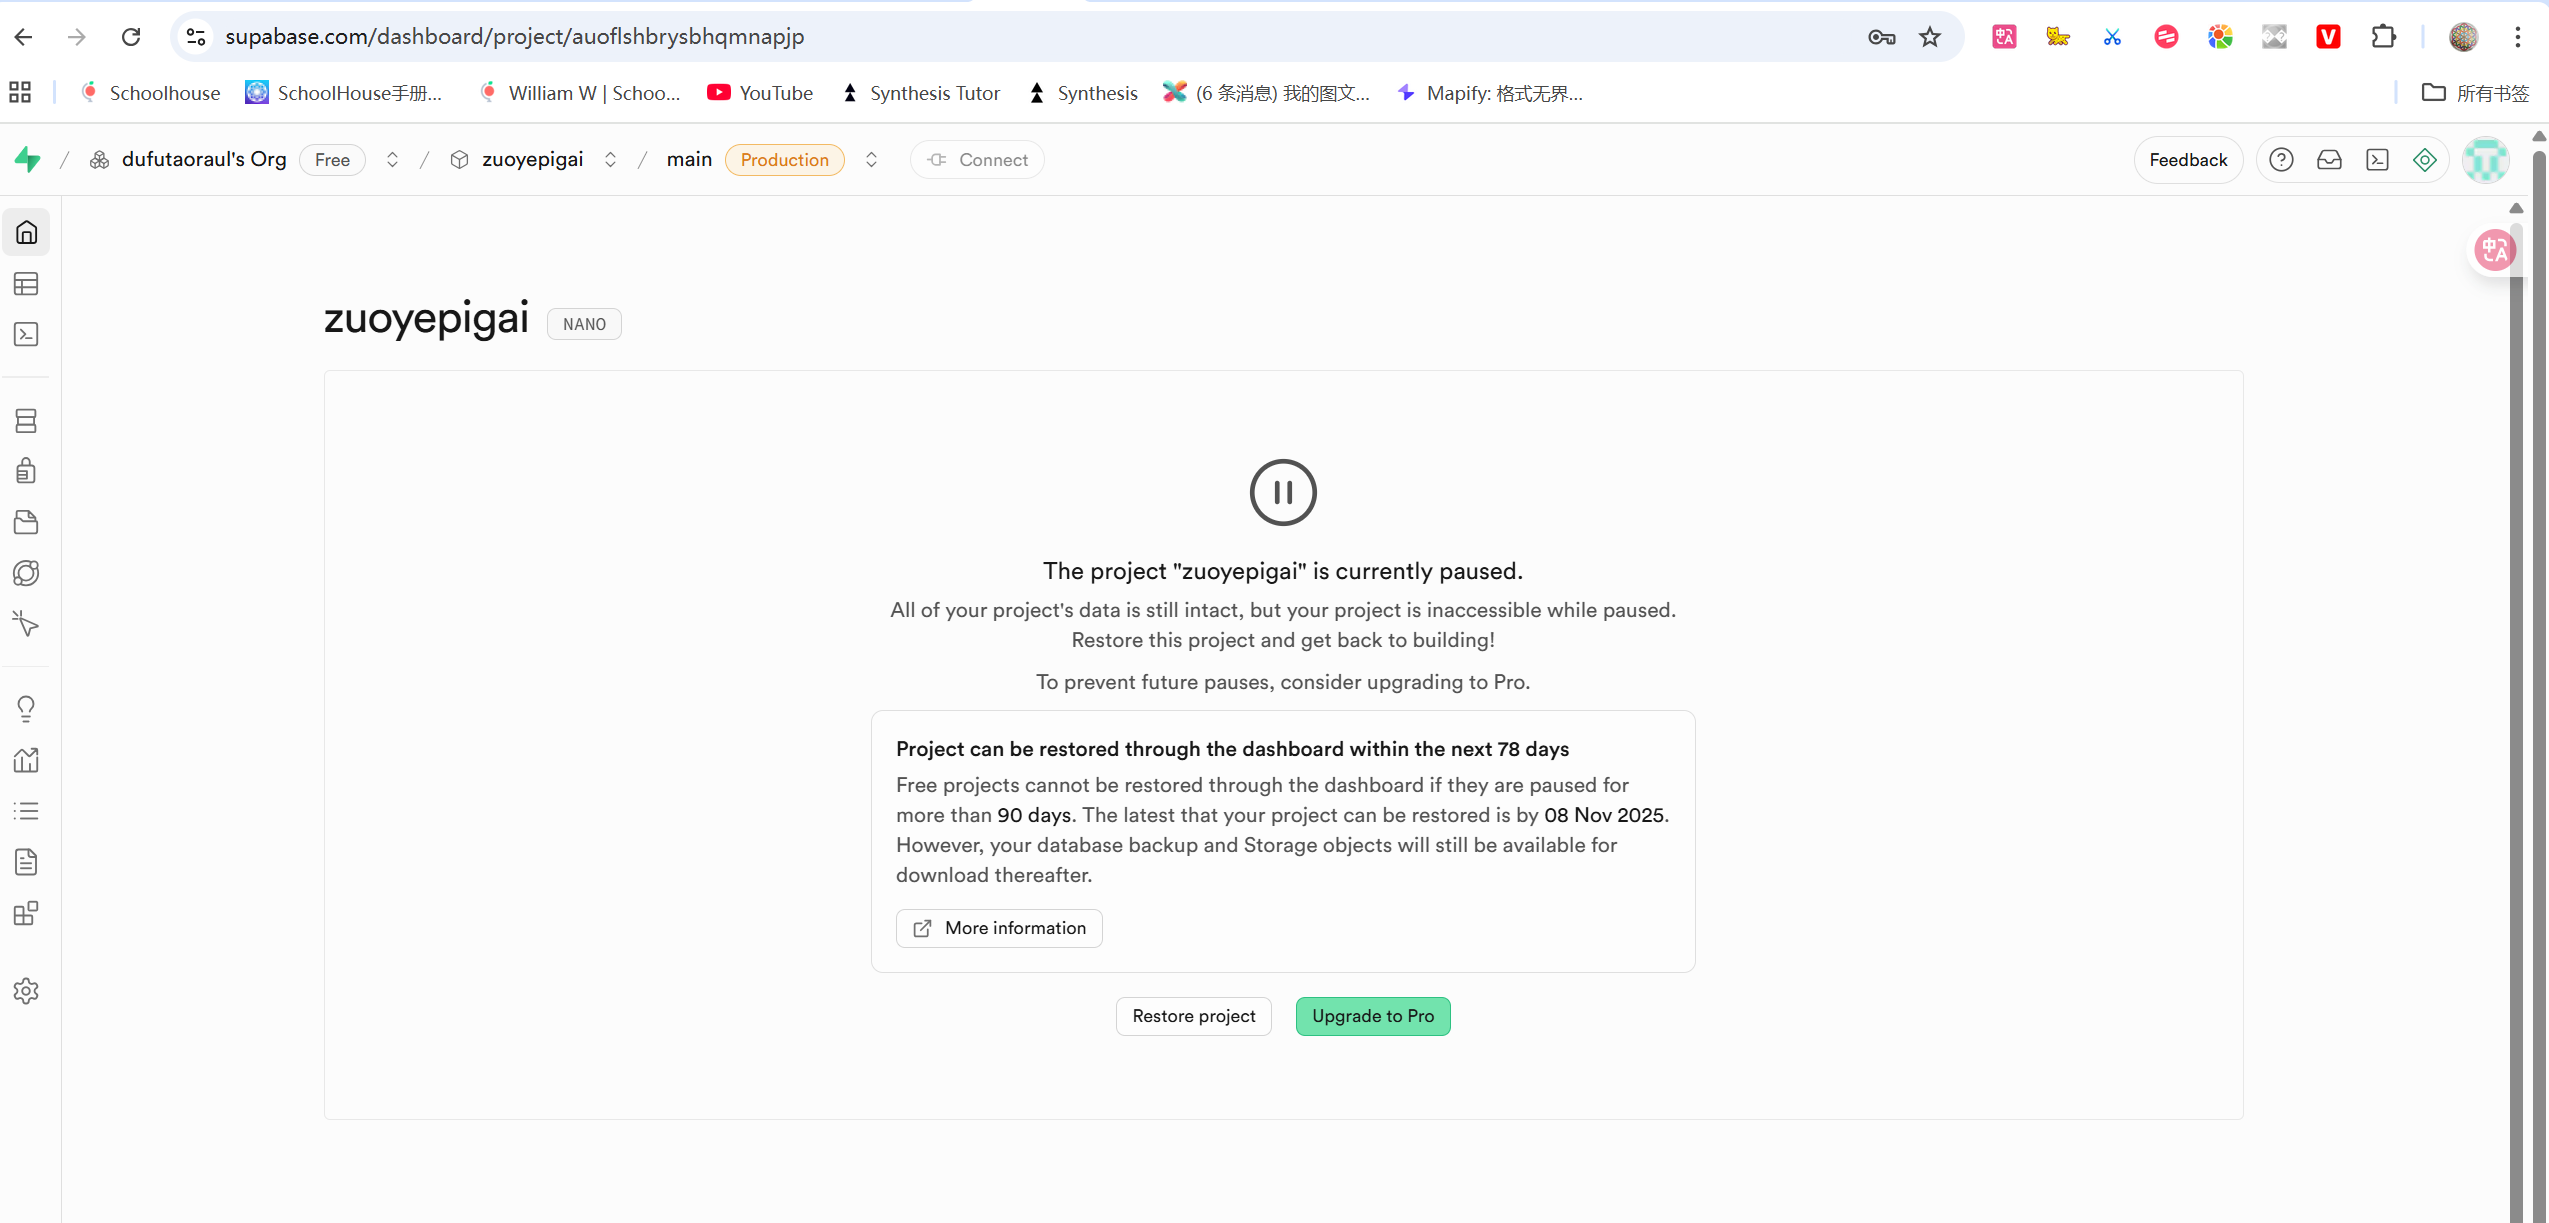 supabase.com/dashboard/project/auoflshbrysbhqmnapjp
Schoolhouse
SchoolHouse手册...
William W | Schoo...
YouTube
Synthesis Tutor
Synthesis
(6 条消息) 我的图文...
Mapify: 格式无界...
所有书签
dufutaoraul's Org Free / zuoyepigai / main Production Connect
Feedback
zuoyepigai NANO
The project "zuoyepigai" is currently paused.
All of your project's data is still intact, but your project is inaccessible while paused.
Restore this project and get back to building!
To prevent future pauses, consider upgrading to Pro.
Project can be restored through the dashboard within the next 78 days
Free projects cannot be restored through the dashboard if they are paused for
more than 90 days. The latest that your project can be restored is by 08 Nov 2025.
However, your database backup and Storage objects will still be available for
download thereafter.
More information
Restore project
Upgrade to Pro